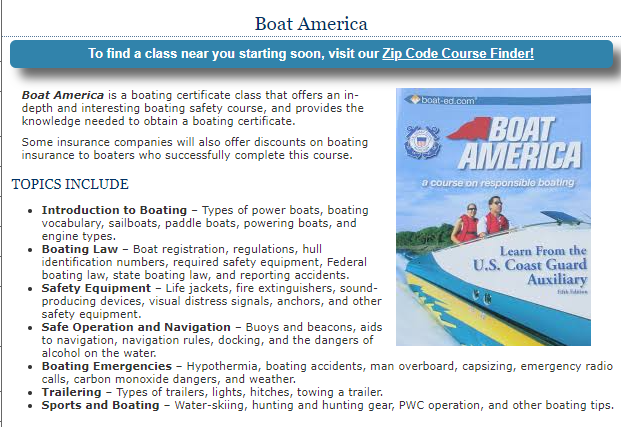 Boat America
To find a class near you starting soon, visit our Zip Code Course Finder!
Boat America is a boating certificate class that offers an in-
depth and interesting boating safety course, and provides the
knowledge needed to obtain a boating certificate.
Some insurance companies will also offer discounts on boating
insurance to boaters who successfully complete this course.
TOPICS INCLUDE
• Introduction to Boating – Types of power boats, boating
vocabulary, sailboats, paddle boats, powering boats, and
engine types.
• Boating Law – Boat registration, regulations, hull
identification numbers, required safety equipment, Federal
boating law, state boating law, and reporting accidents.
• Safety Equipment – Life jackets, fire extinguishers, sound-
producing devices, visual distress signals, anchors, and other
safety equipment.
• Safe Operation and Navigation – Buoys and beacons, aids
to navigation, navigation rules, docking, and the dangers of
alcohol on the water.
• Boating Emergencies – Hypothermia, boating accidents, man overboard, capsizing, emergency radio
calls, carbon monoxide dangers, and weather.
• Trailering – Types of trailers, lights, hitches, towing a trailer.
• Sports and Boating – Water-skiing, hunting and hunting gear, PWC operation, and other boating tips.
boat-ed.com
BOAT
AMERICA
a course on responsible boating
Learn From the
U.S. Coast Guard
Auxiliary
Fifth Edition